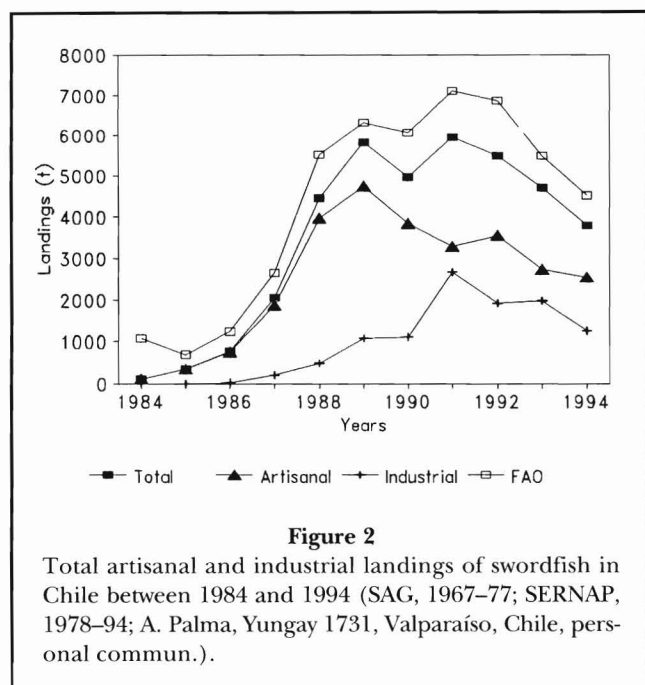 8000
7000
6000
5000
4000
3000
2000
1000
0
Landings (t)
1984 1986 1988 1990 1992 1994
Years
Total Artisanal Industrial FAO
Figure 2
Total artisanal and industrial landings of swordfish in
Chile between 1984 and 1994 (SAG, 1967–77; SERNAP,
1978–94; A. Palma, Yungay 1731, Valparaíso, Chile, per-
sonal commun.).